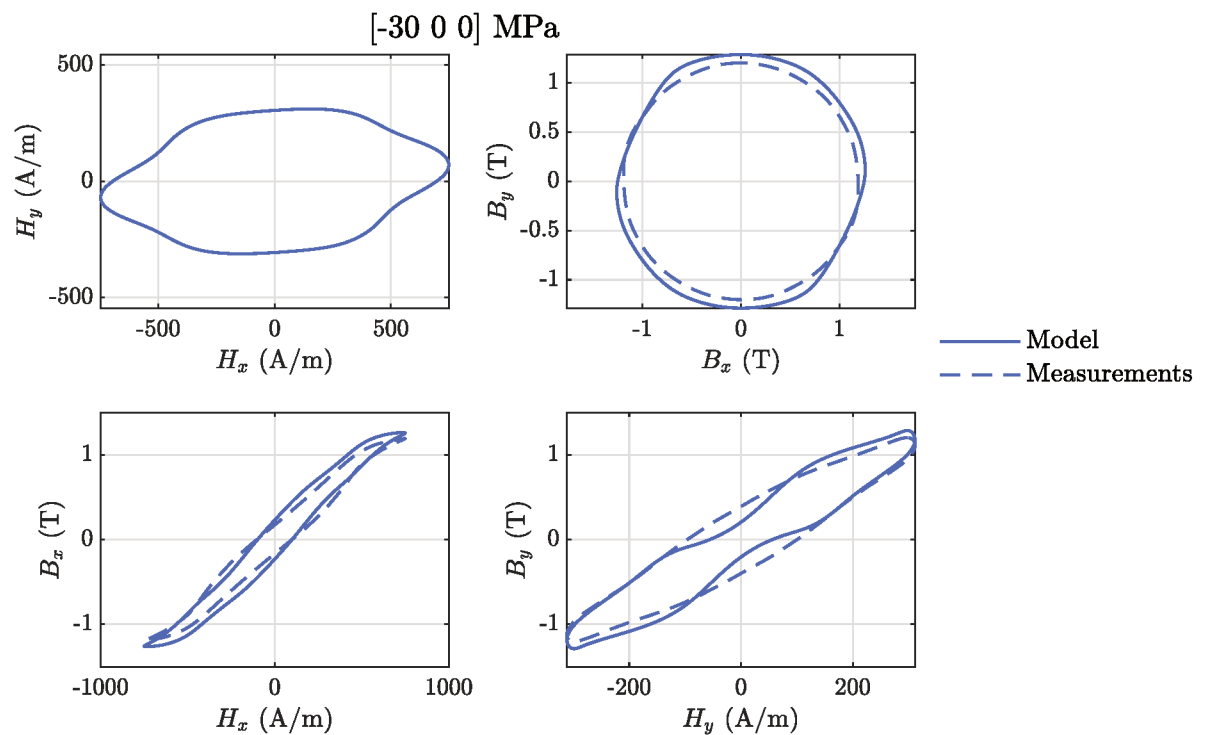 [-30 0 0] MPa
500
0
-500
H_y (A/m)
-500 0 500
H_x (A/m)
1
0.5
0
-0.5
-1
B_y (T)
-1 0 1
B_x (T)
Model
Measurements
1
0
-1
B_x (T)
-1000 0 1000
H_x (A/m)
1
0
-1
B_y (T)
-200 0 200
H_y (A/m)